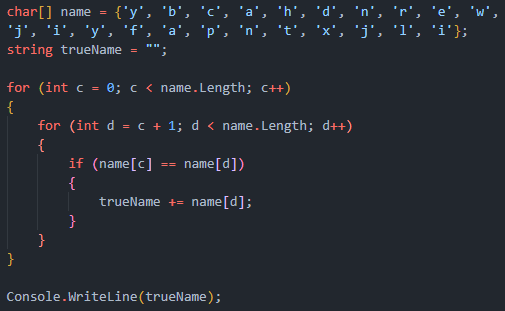 char[] name = {'y', 'b', 'c', 'a', 'h', 'd', 'n', 'r', 'e', 'w',
'j', 'i', 'y', 'f', 'a', 'p', 'n', 't', 'x', 'j', 'l', 'i'};
string trueName = "";

for (int c = 0; c < name.Length; c++)
{
    for (int d = c + 1; d < name.Length; d++)
    {
        if (name[c] == name[d])
        {
            trueName += name[d];
        }
    }
}

Console.WriteLine(trueName);